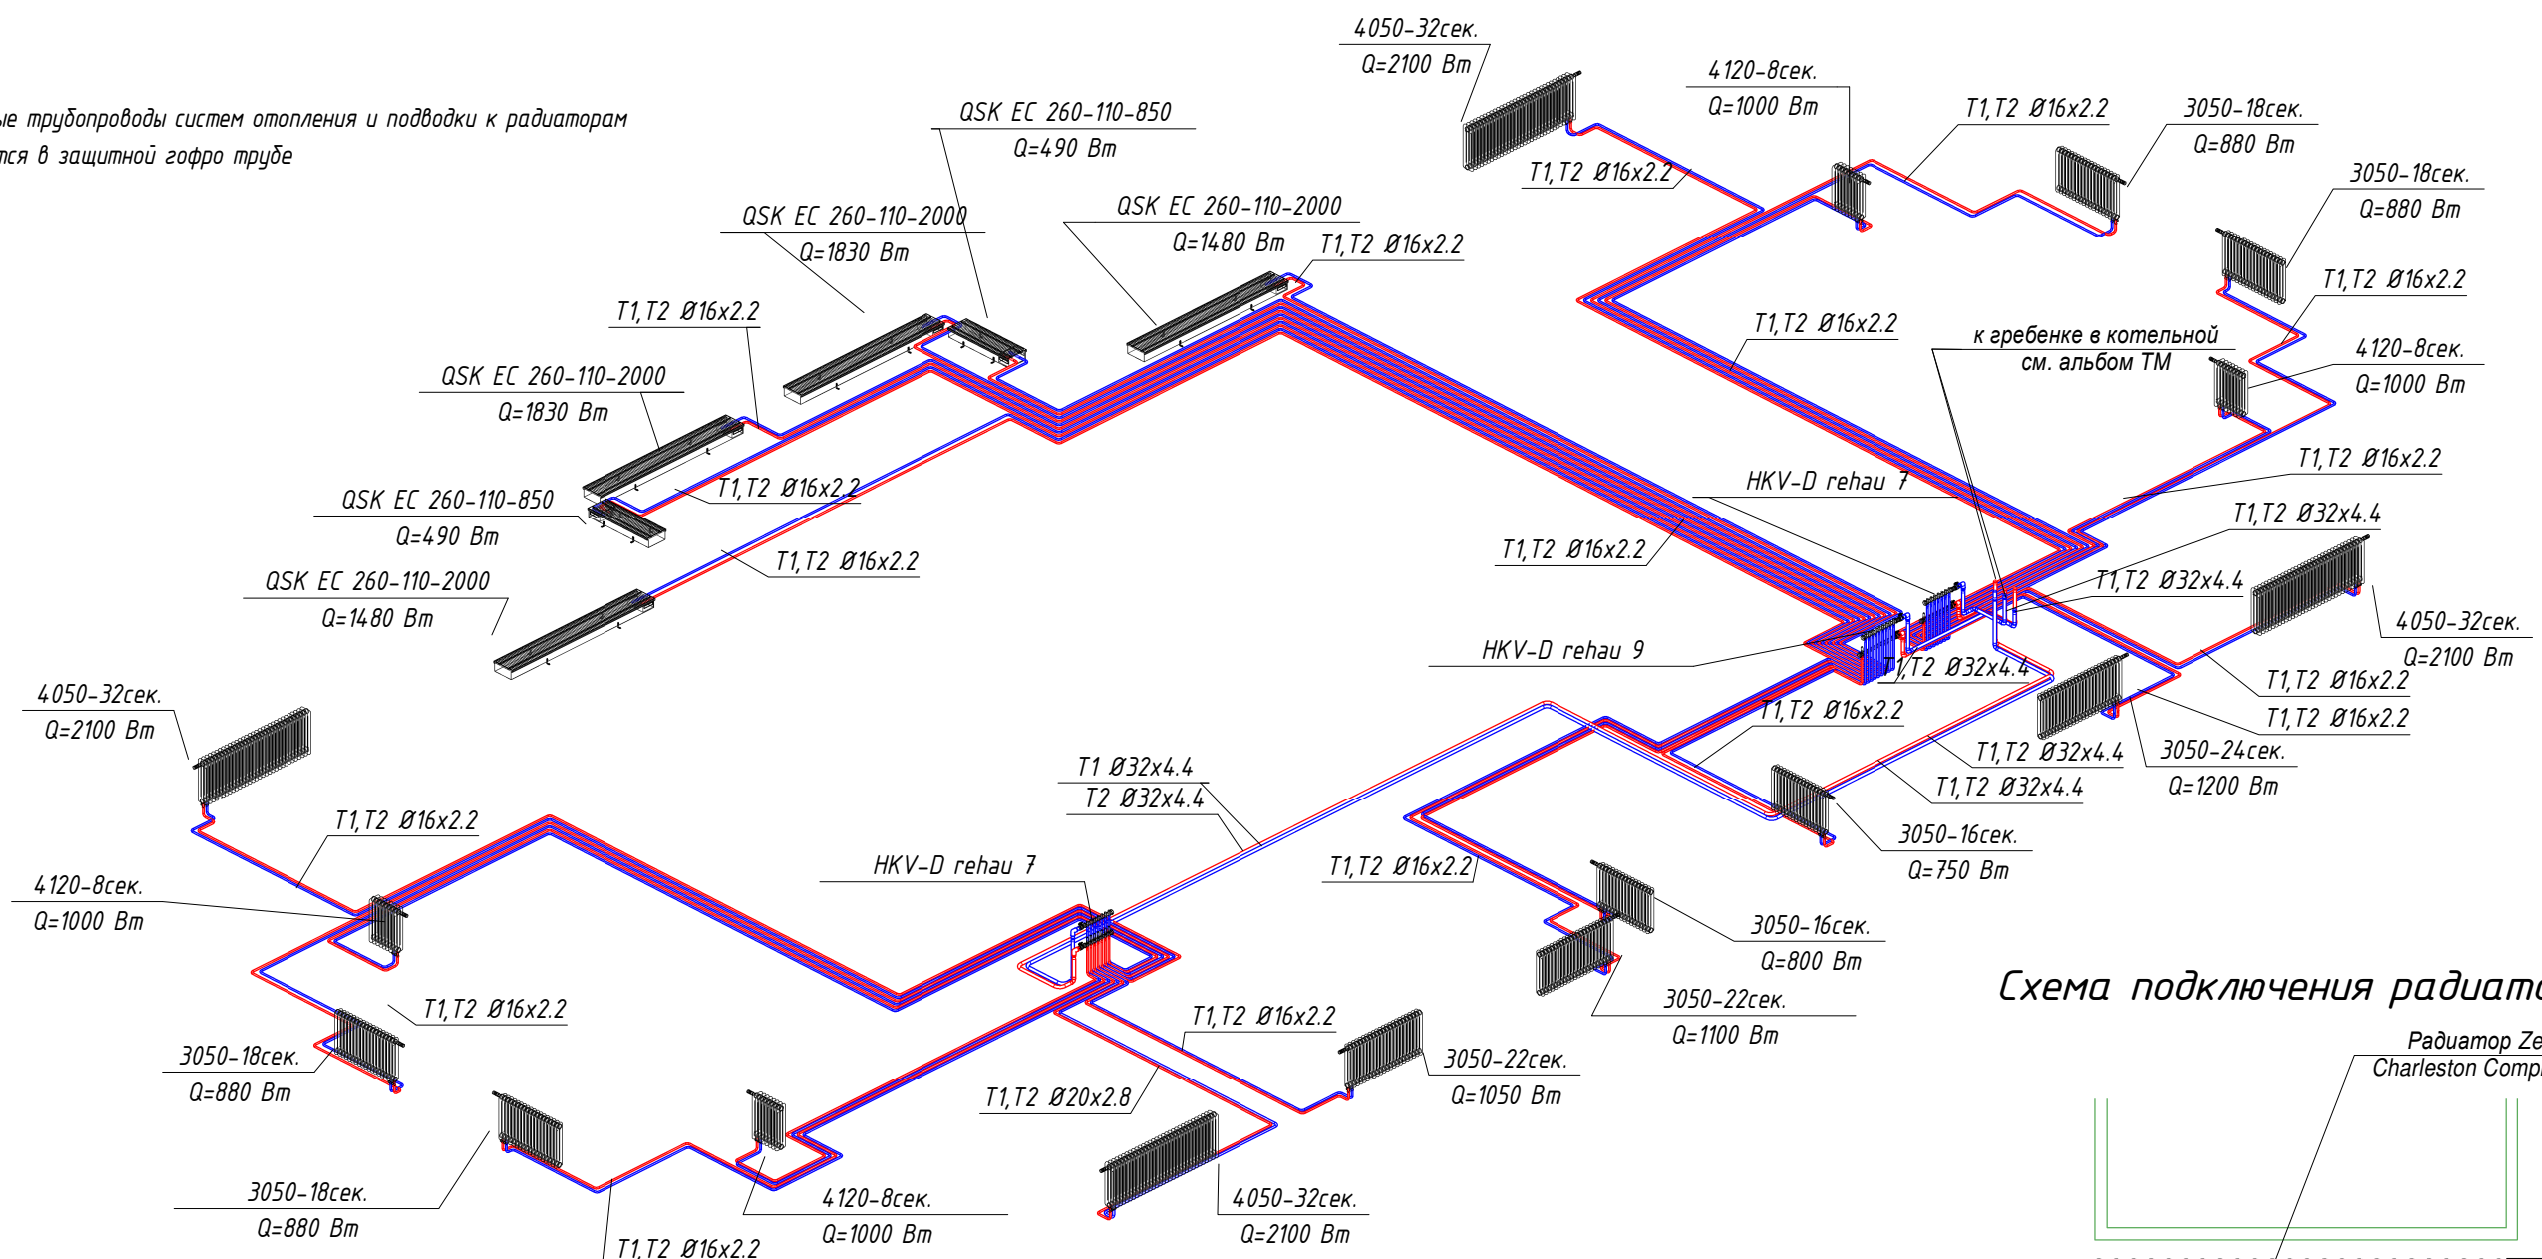 4050-32сек.
Q=2100 Вт
4120-8сек.
Q=1000 Вт
T1,T2 Ø16x2.2
3050-18сек.
Q=880 Вт
трубопроводы систем отопления и подводки к радиаторам
в защитной гофро трубе
QSK EC 260-110-850
Q=490 Вт
T1,T2 Ø16x2.2
3050-18сек.
Q=880 Вт
QSK EC 260-110-2000
Q=1830 Вт
QSK EC 260-110-2000
Q=1480 Вт
T1,T2 Ø16x2.2
T1,T2 Ø16x2.2
T1,T2 Ø16x2.2
T1,T2 Ø16x2.2
к гребенке в котельной
см. альбом ТМ
4120-8сек.
Q=1000 Вт
QSK EC 260-110-2000
Q=1830 Вт
T1,T2 Ø16x2.2
HKV-D rehau 7
T1,T2 Ø16x2.2
QSK EC 260-110-850
Q=490 Вт
T1,T2 Ø32x4.4
T1,T2 Ø16x2.2
T1,T2 Ø16x2.2
QSK EC 260-110-2000
Q=1480 Вт
T1,T2 Ø32x4.4
4050-32сек.
Q=2100 Вт
HKV-D rehau 9
T1,T2 Ø32x4.4
T1,T2 Ø16x2.2
4050-32сек.
Q=2100 Вт
T1,T2 Ø16x2.2
T1,T2 Ø16x2.2
T1 Ø32x4.4
T2 Ø32x4.4
T1,T2 Ø32x4.4
T1,T2 Ø32x4.4
3050-24сек.
Q=1200 Вт
T1,T2 Ø16x2.2
HKV-D rehau 7
T1,T2 Ø16x2.2
3050-16сек.
Q=750 Вт
4120-8сек.
Q=1000 Вт
3050-16сек.
Q=800 Вт
T1,T2 Ø16x2.2
T1,T2 Ø16x2.2
3050-22сек.
Q=1100 Вт
Схема подключения
3050-18сек.
Q=880 Вт
T1,T2 Ø20x2.8
3050-22сек.
Q=1050 Вт
Радиатор
Charleston
3050-18сек.
Q=880 Вт
4120-8сек.
Q=1000 Вт
4050-32сек.
Q=2100 Вт
T1,T2 Ø16x2.2